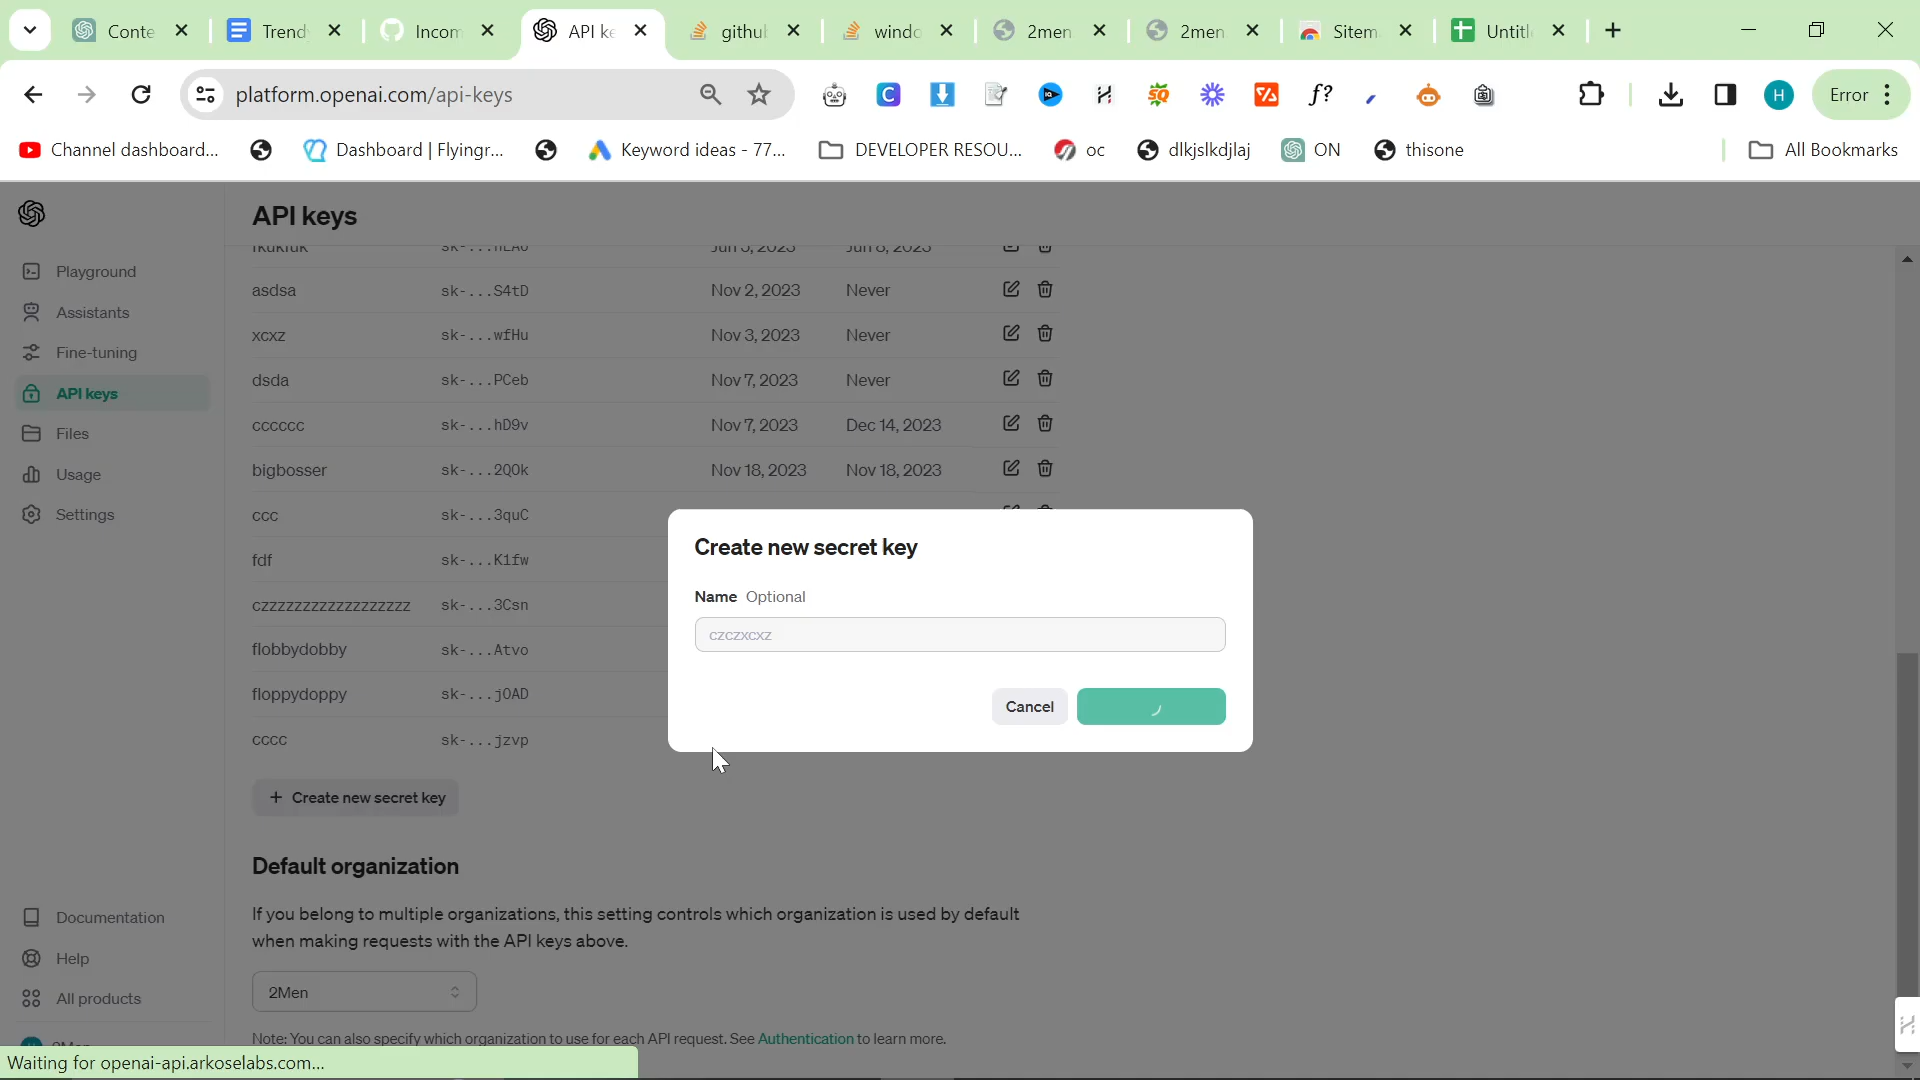 Conte
Trend
Incom
API ke
github
windo
2men
2men
Sitem
Untitl
platform.openai.com/api-keys
Error
Channel dashboard...
Dashboard | Flyingr...
Keyword ideas - 77...
DEVELOPER RESOU...
oc
dlkjslkdjlaj
ON
thisone
All Bookmarks
API keys
Playground
Assistants
Fine-tuning
API keys
Files
Usage
Settings
Documentation
Help
All products
asdsa sk-...S4tD Nov 2, 2023 Never
xcxz sk-...wfHu Nov 3, 2023 Never
dsda sk-...PCeb Nov 7, 2023 Never
cccccc sk-...hD9v Nov 7, 2023 Dec 14, 2023
bigbosser sk-...2Q0k Nov 18, 2023 Nov 18, 2023
ccc sk-...3quC
fdf sk-...K1fw
czzzzzzzzzzzzzzzzzz sk-...3Csn
flobbydobby sk-...Atvo
floppydoppy sk-...jOAD
cccc sk-...jzvp
+ Create new secret key
Create new secret key
Name Optional
czczxcxz
Cancel
Default organization
If you belong to multiple organizations, this setting controls which organization is used by default
when making requests with the API keys above.
2Men
Note: You can also specify which organization to use for each API request. See Authentication to learn more.
Waiting for openai-api.arkoselabs.com...